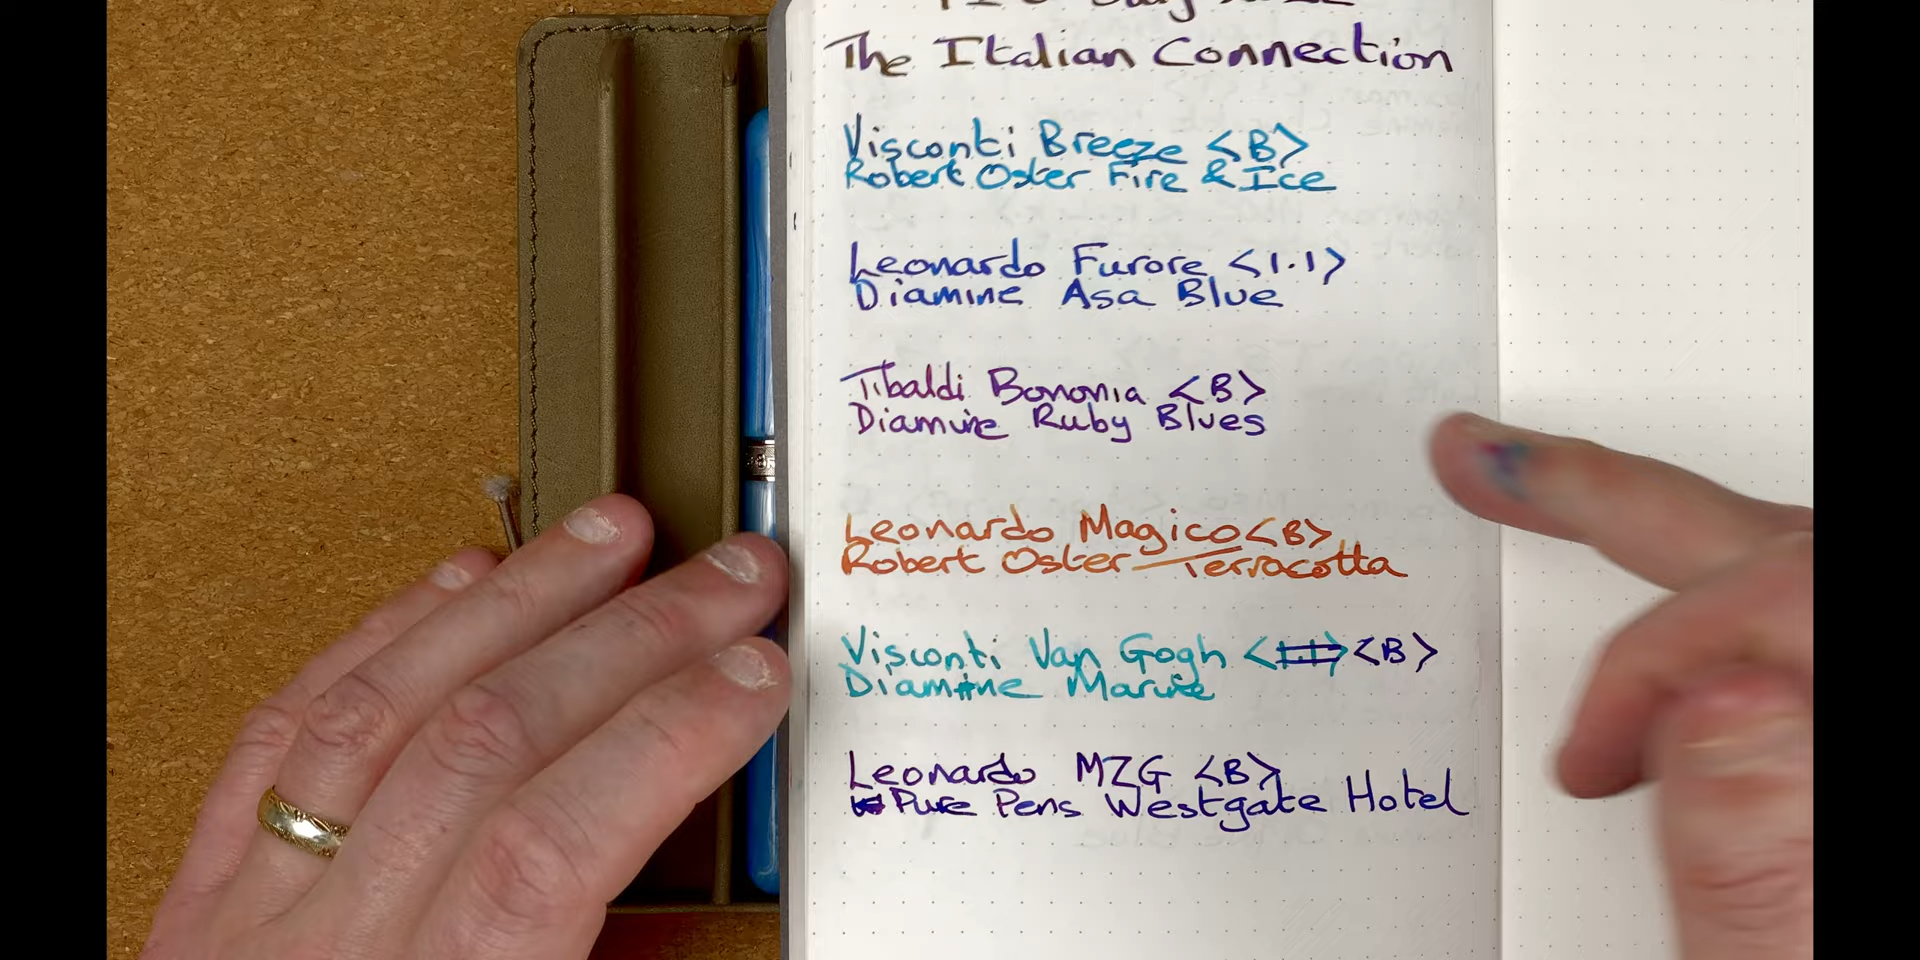 The Italian Connection
Visconti Breeze <B>
Robert Oster Fire & Ice
Leonardo Furore <1.1>
Diamine Asa Blue
Tibaldi Bononia <B>
Diamine Ruby Blues
Leonardo Magico <B>
Robert Oster Terracotta
Visconti Van Gogh <B>
Diamine Marine
Leonardo MZG <B>
Pure Pens Westgate Hotel